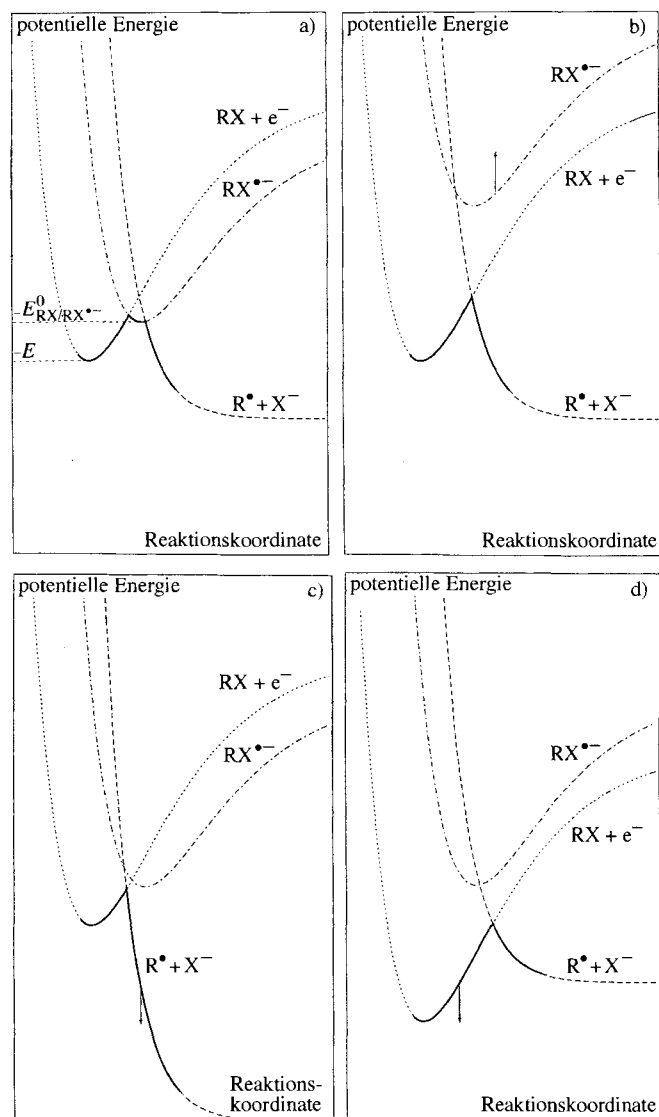 potentielle Energie
a)
RX + e⁻
RX•⁻
-E⁰RX/RX•⁻
-E
R• + X⁻
Reaktionskoordinate
potentielle Energie
b)
RX•⁻
RX + e⁻
R• + X⁻
Reaktionskoordinate
potentielle Energie
c)
RX + e⁻
RX•⁻
R• + X⁻
Reaktions-
koordinate
potentielle Energie
d)
RX•⁻
RX + e⁻
R• + X⁻
Reaktionskoordinate